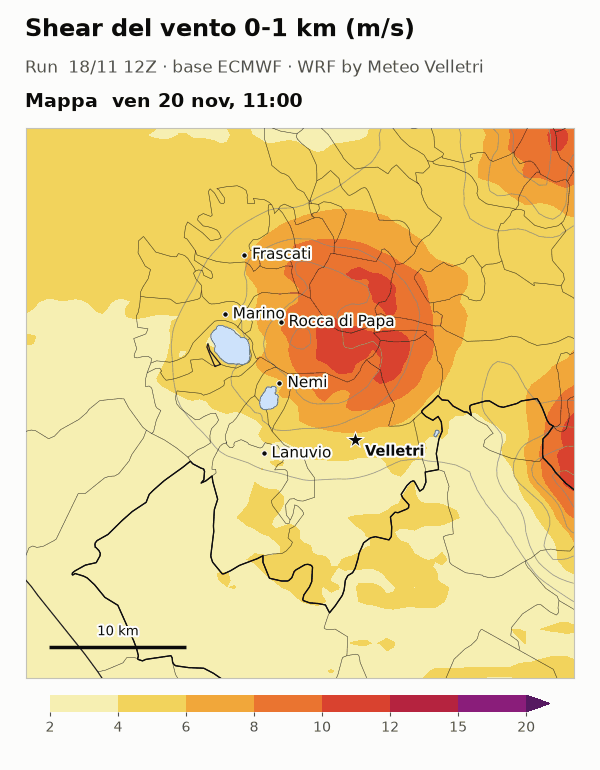 Shear del vento 0-1 km (m/s)
Run  18/11 12Z · base ECMWF · WRF by Meteo Velletri
Mappa  ven 20 nov, 11:00
Frascati
Marino
Rocca di Papa
Nemi
Velletri
Lanuvio
10 km
2 4 6 8 10 12 15 20